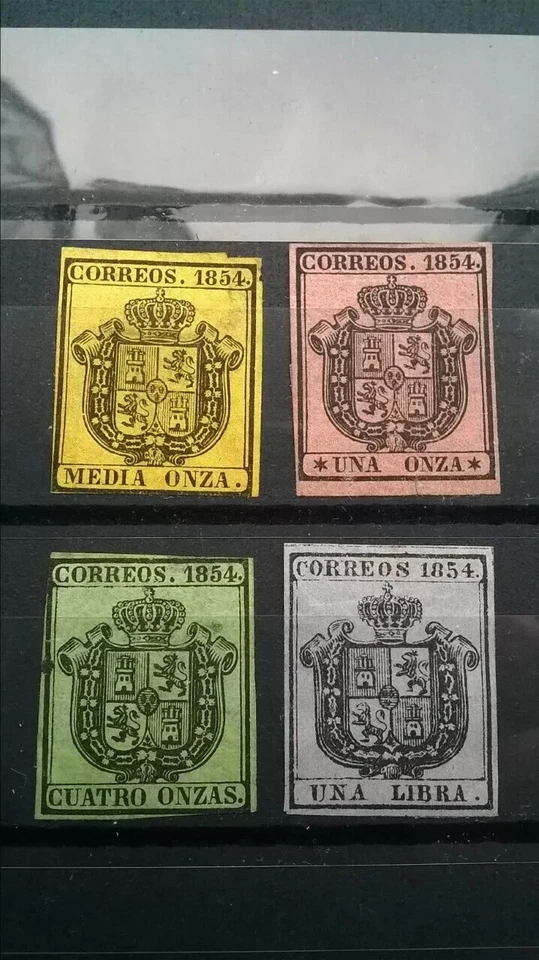 CORREOS. 1854.
MEDIA ONZA.
CORREOS. 1854.
* UNA ONZA *
CORREOS. 1854.
CUATRO ONZAS.
CORREOS 1854.
UNA LIBRA.